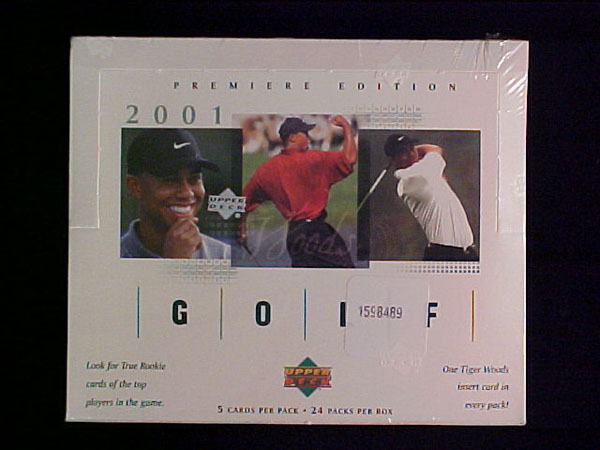 PREMIERE EDITION
2001
UPPER DECK
G O F
1598489
Look for True Rookie
cards of the top
players in the game.
UPPER
DECK
5 CARDS PER PACK • 24 PACKS PER BOX
One Tiger Woods
insert card in
every pack!